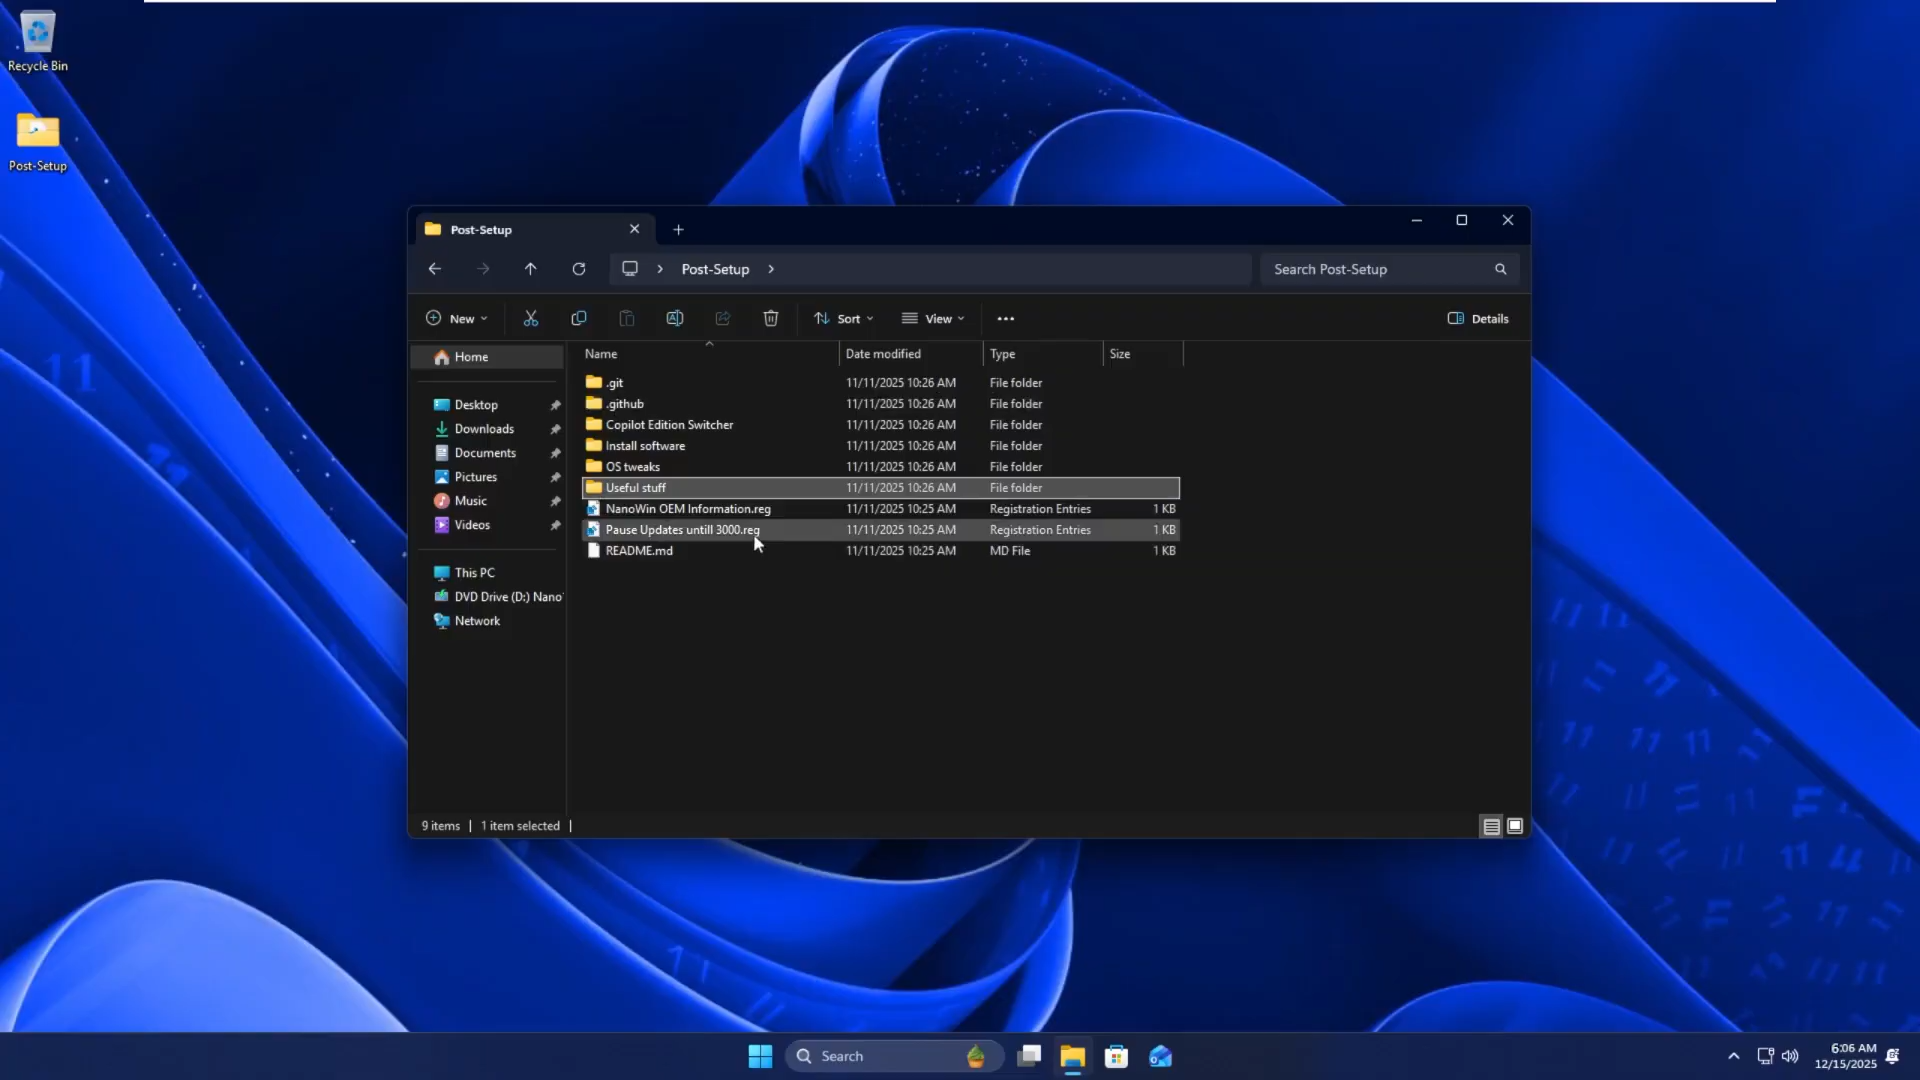 Recycle Bin
Post-Setup
Post-Setup
Post-Setup
Search Post-Setup
New
Sort
View
Details
Home
Desktop
Downloads
Documents
Pictures
Music
Videos
This PC
DVD Drive (D:) Nano
Network
Name Date modified Type Size
.git 11/11/2025 10:26 AM File folder
.github 11/11/2025 10:26 AM File folder
Copilot Edition Switcher 11/11/2025 10:26 AM File folder
Install software 11/11/2025 10:26 AM File folder
OS tweaks 11/11/2025 10:26 AM File folder
Useful stuff 11/11/2025 10:26 AM File folder
NanoWin OEM Information.reg 11/11/2025 10:25 AM Registration Entries 1 KB
Pause Updates untill 3000.reg 11/11/2025 10:25 AM Registration Entries 1 KB
README.md 11/11/2025 10:25 AM MD File 1 KB
9 items | 1 item selected |
Search
6:06 AM
12/15/2025